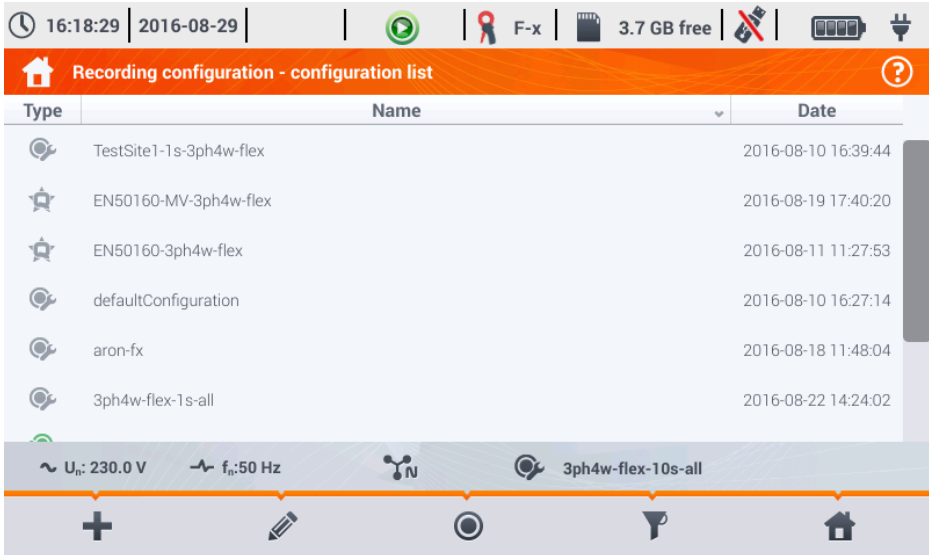 16:18:29 2016-08-29 F-x 3.7 GB free
Recording configuration - configuration list ?
Type Name Date
TestSite1-1s-3ph4w-flex 2016-08-10 16:39:44
EN50160-MV-3ph4w-flex 2016-08-19 17:40:20
EN50160-3ph4w-flex 2016-08-11 11:27:53
defaultConfiguration 2016-08-10 16:27:14
aron-fx 2016-08-18 11:48:04
3ph4w-flex-1s-all 2016-08-22 14:24:02
Un: 230.0 V fn:50 Hz N 3ph4w-flex-10s-all